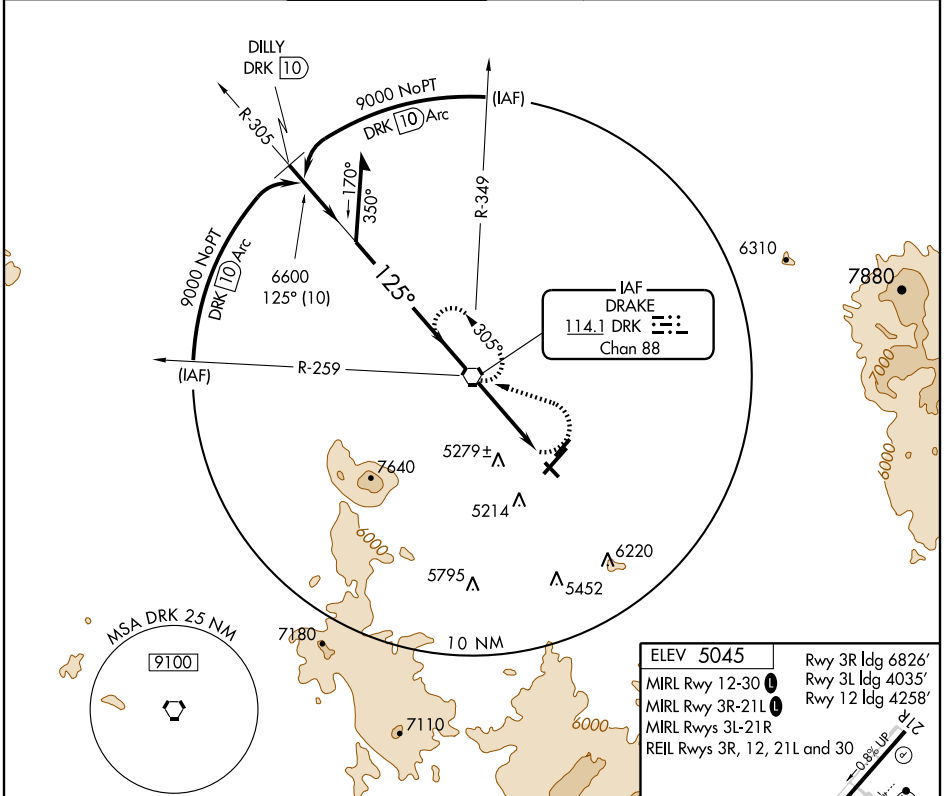 DILLY
DRK 10
R-305
9000 NoPT
DRK 10 Arc
(IAF)
170°
350°
R-349
9000 NoPT
DRK 10 Arc
6600
125° (10)
125°
305°
IAF
DRAKE
114.1 DRK
Chan 88
6310
7880
7000
6000
R-259
(IAF)
5279±
7640
5214
6000
6220
5795
5452
10 NM
7180
MSA DRK 25 NM
9100
7110
6000
ELEV 5045
MIRL Rwy 12-30 L
MIRL Rwy 3R-21L L
MIRL Rwys 3L-21R
REIL Rwys 3R, 12, 21L and 30
Rwy 3R ldg 6826'
Rwy 3L ldg 4035'
Rwy 12 ldg 4258'
21R
0.8% UP
P